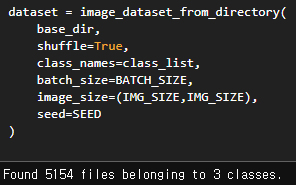 dataset = image_dataset_from_directory(
    base_dir,
    shuffle=True,
    class_names=class_list,
    batch_size=BATCH_SIZE,
    image_size=(IMG_SIZE,IMG_SIZE),
    seed=SEED
)
Found 5154 files belonging to 3 classes.